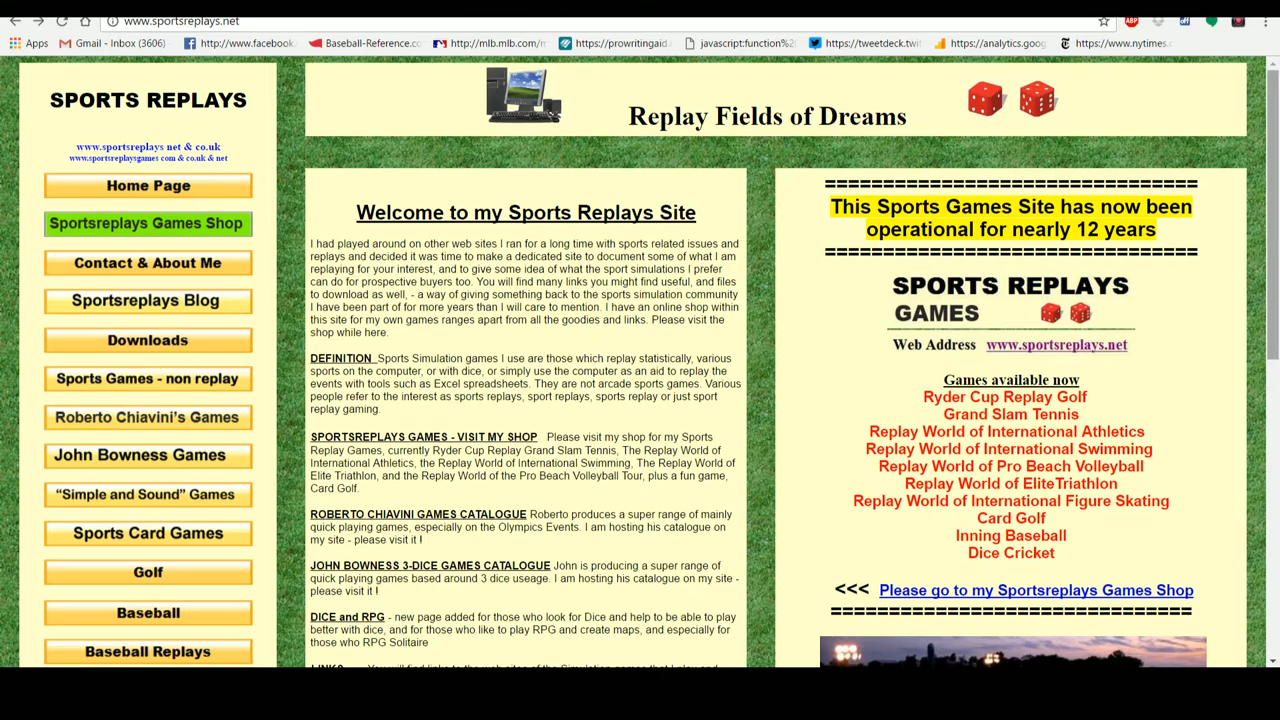 www.sportsreplays.net
Apps
Gmail - Inbox (3606)
http://www.facebook.
Baseball-Reference.co
http://mlb.mlb.com/
https://prowritingaid.
javascript:function%2
https://tweetdeck.twi
https://analytics.goog
https://www.nytimes.
SPORTS REPLAYS
www.sportsreplays net & co.uk
www.sportsreplaysgames com & co.uk & net
Home Page
Sportsreplays Games Shop
Contact & About Me
Sportsreplays Blog
Downloads
Sports Games - non replay
Roberto Chiavini's Games
John Bowness Games
“Simple and Sound” Games
Sports Card Games
Golf
Baseball
Baseball Replays
Replay Fields of Dreams
Welcome to my Sports Replays Site
I had played around on other web sites I ran for a long time with sports related issues and
replays and decided it was time to make a dedicated site to document some of what I am
replaying for your interest, and to give some idea of what the sport simulations I prefer
can do for prospective buyers too. You will find many links you might find useful, and files
to download as well, - a way of giving something back to the sports simulation community
I have been part of for more years than I will care to mention. I have an online shop within
this site for my own games ranges apart from all the goodies and links. Please visit the
shop while here.
DEFINITION Sports Simulation games I use are those which replay statistically, various
sports on the computer, or with dice, or simply use the computer as an aid to replay the
events with tools such as Excel spreadsheets. They are not arcade sports games. Various
people refer to the interest as sports replays, sport replays, sports replay or just sport
replay gaming.
SPORTSREPLAYS GAMES - VISIT MY SHOP Please visit my shop for my Sports
Replay Games, currently Ryder Cup Replay Grand Slam Tennis, The Replay World of
International Athletics, the Replay World of International Swimming, The Replay World of
Elite Triathlon, and the Replay World of the Pro Beach Volleyball Tour, plus a fun game,
Card Golf.
ROBERTO CHIAVINI GAMES CATALOGUE Roberto produces a super range of mainly
quick playing games, especially on the Olympics Events. I am hosting his catalogue on
my site - please visit it !
JOHN BOWNESS 3-DICE GAMES CATALOGUE John is producing a super range of
quick playing games based around 3 dice useage. I am hosting his catalogue on my site -
please visit it !
DICE and RPG - new page added for those who look for Dice and help to be able to play
better with dice, and for those who like to play RPG and create maps, and especially for
those who RPG Solitaire
This Sports Games Site has now been
operational for nearly 12 years
SPORTS REPLAYS
GAMES
Web Address www.sportsreplays.net
Games available now
Ryder Cup Replay Golf
Grand Slam Tennis
Replay World of International Athletics
Replay World of International Swimming
Replay World of Pro Beach Volleyball
Replay World of EliteTriathlon
Replay World of International Figure Skating
Card Golf
Inning Baseball
Dice Cricket
<<< Please go to my Sportsreplays Games Shop